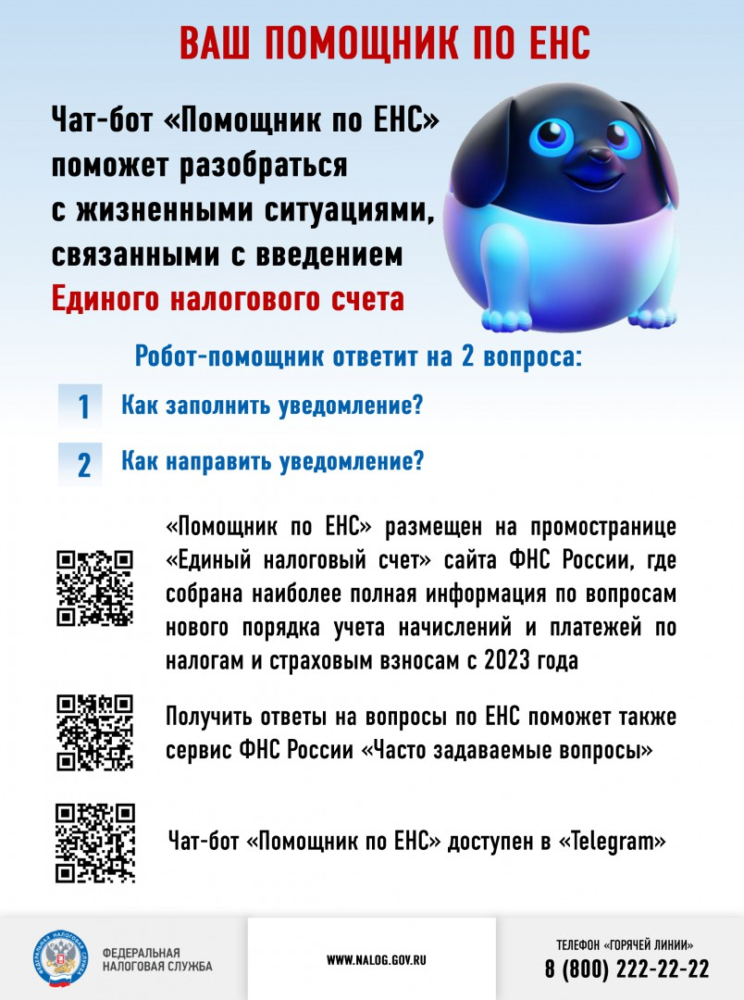 ВАШ ПОМОЩНИК ПО ЕНС
Чат-бот «Помощник по ЕНС»
поможет разобраться
с жизненными ситуациями,
связанными с введением
Единого налогового счета
Робот-помощник ответит на 2 вопроса:
1 Как заполнить уведомление?
2 Как направить уведомление?
«Помощник по ЕНС» размещен на промостранице
«Единый налоговый счет» сайта ФНС России, где
собрана наиболее полная информация по вопросам
нового порядка учета начислений и платежей по
налогам и страховым взносам с 2023 года
Получить ответы на вопросы по ЕНС поможет также
сервис ФНС России «Часто задаваемые вопросы»
Чат-бот «Помощник по ЕНС» доступен в «Telegram»
ФЕДЕРАЛЬНАЯ НАЛОГОВАЯ СЛУЖБА
ФЕДЕРАЛЬНАЯ
НАЛОГОВАЯ СЛУЖБА
WWW.NALOG.GOV.RU
ТЕЛЕФОН «ГОРЯЧЕЙ ЛИНИИ»
8 (800) 222-22-22